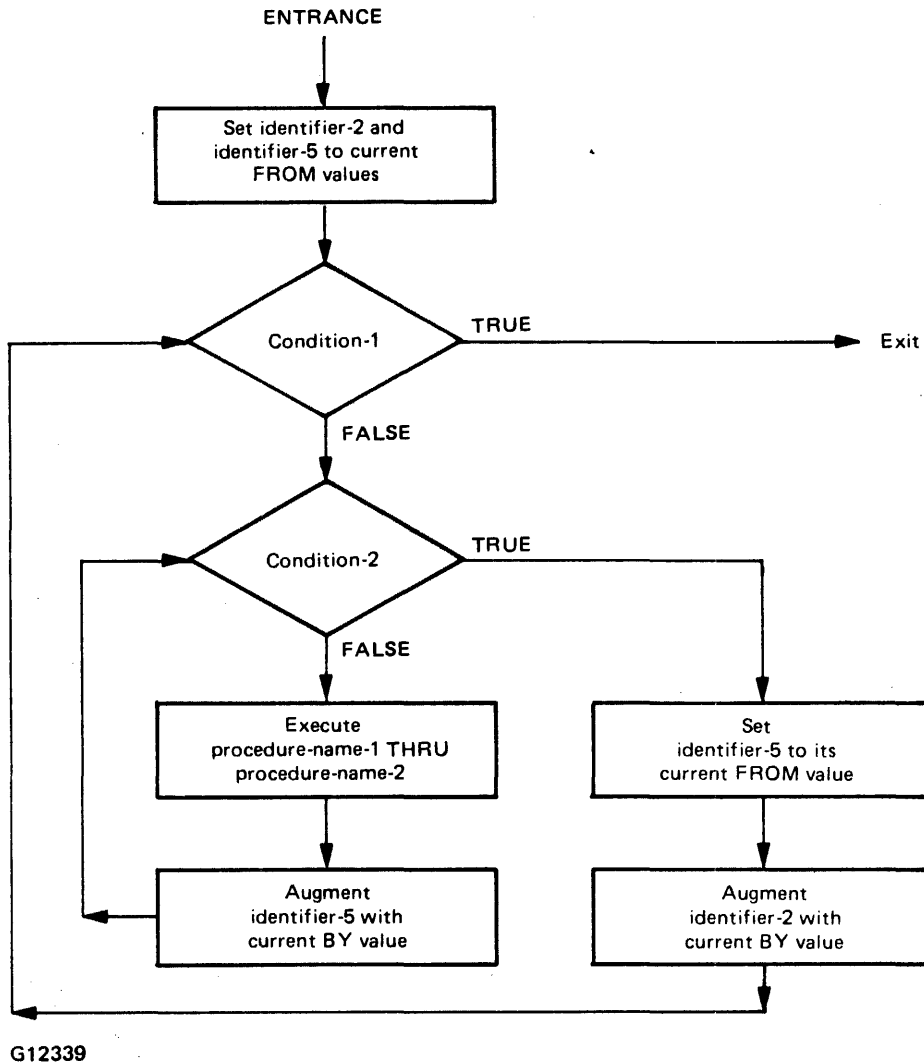 ENTRANCE
Set identifier-2 and
identifier-5 to current
FROM values
Condition-1
TRUE
Exit
FALSE
Condition-2
TRUE
FALSE
Execute
procedure-name-1 THRU
procedure-name-2
Set
identifier-5 to its
current FROM value
Augment
identifier-5 with
current BY value
Augment
identifier-2 with
current BY value
G12339